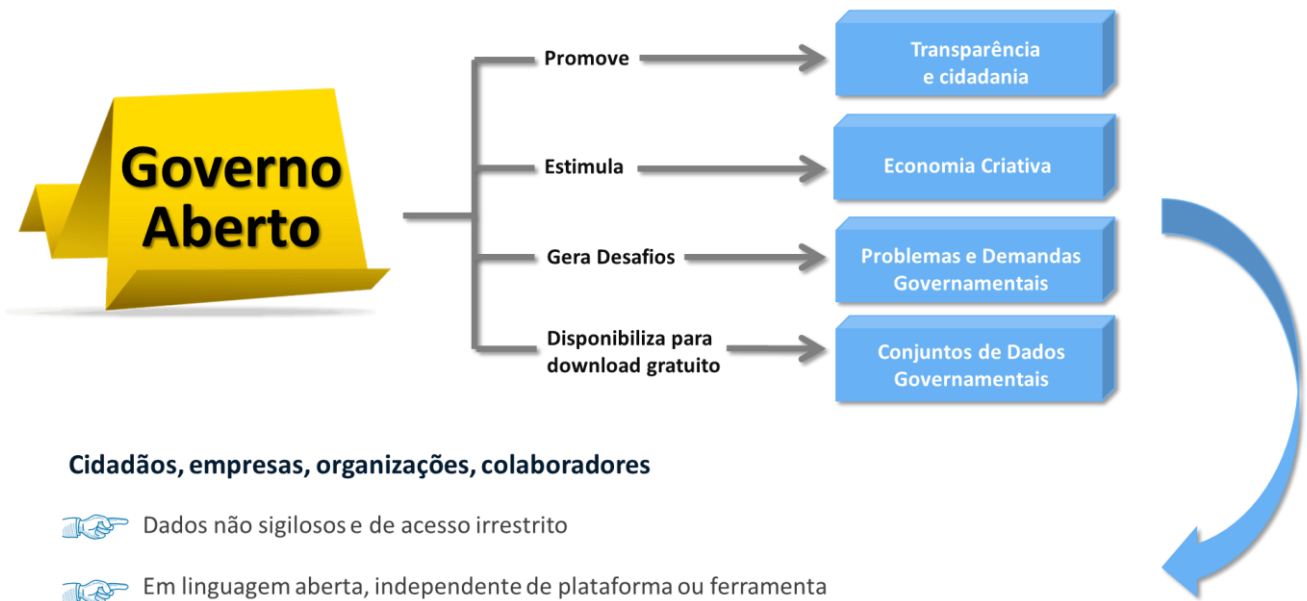 Governo
Aberto
Promove
Transparência
e cidadania
Estimula
Economia Criativa
Gera Desafios
Problemas e Demandas
Governamentais
Disponibiliza para
download gratuito
Conjuntos de Dados
Governamentais
Cidadãos, empresas, organizações, colaboradores
Dados não sigilosos e de acesso irrestrito
Em linguagem aberta, independente de plataforma ou ferramenta